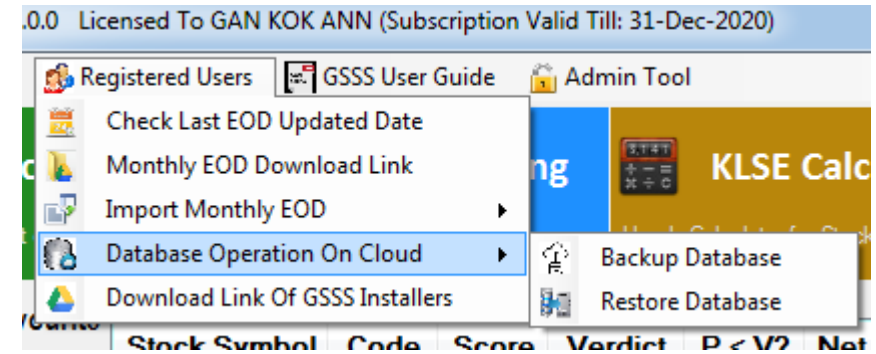 .0.0 Licensed To GAN KOK ANN (Subscription Valid Till: 31-Dec-2020)
Registered Users GSSS User Guide Admin Tool
Check Last EOD Updated Date
Monthly EOD Download Link
ng KLSE Calc
Import Monthly EOD
Database Operation On Cloud
Backup Database
Download Link Of GSSS Installers
Restore Database
Stock Symbol Code Score Verdict P < V? Net